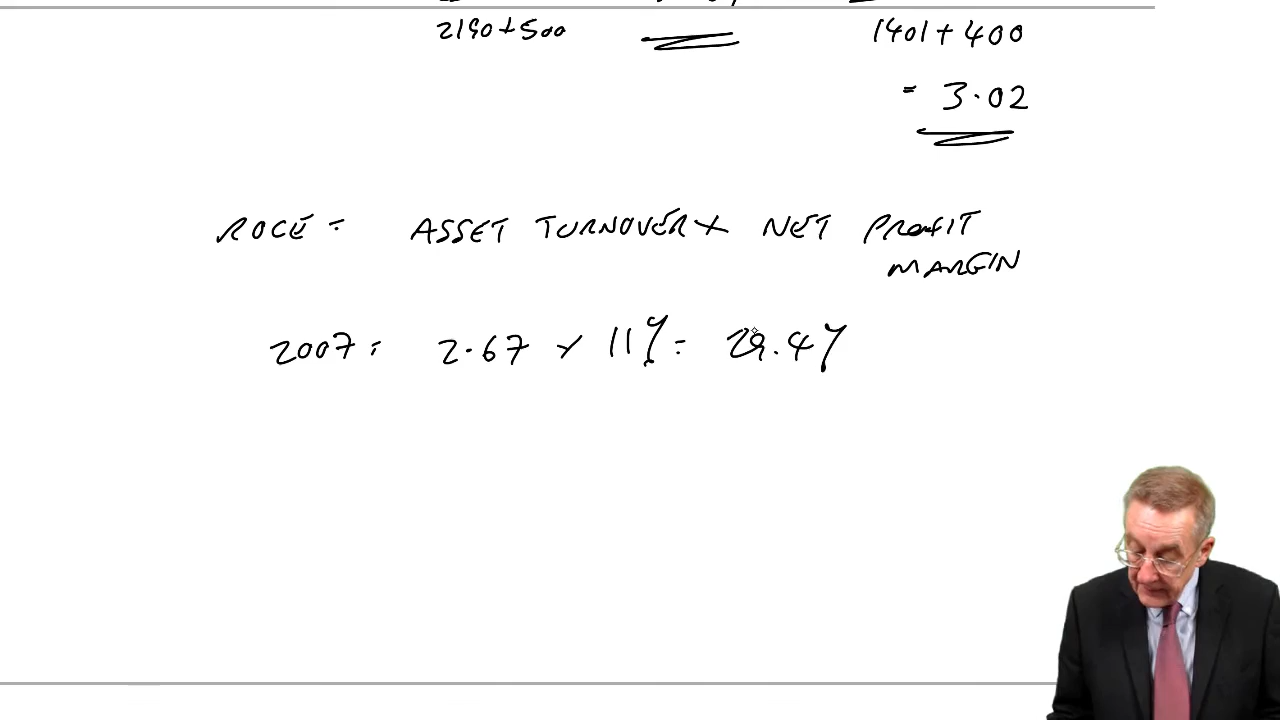 2190+500 1401 + 400
= 3.02
ROCE = ASSET TURNOVER × NET PROFIT
MARGIN
2007 = 2.67 × 11% = 29.4%